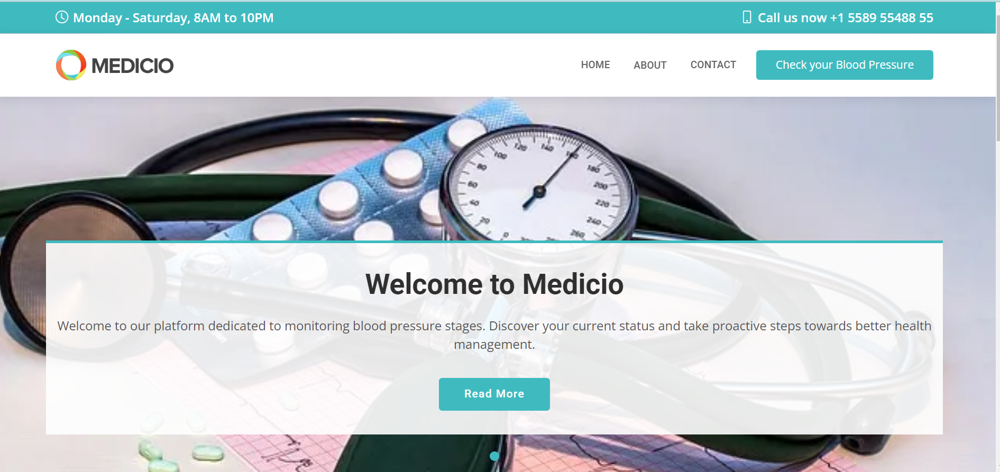 Monday - Saturday, 8AM to 10PM
Call us now +1 5589 55488 55
MEDICIO
HOME ABOUT CONTACT Check your Blood Pressure
0 20 40 60 80 100 120 140 160 180 200 220 240 260
Welcome to Medicio
Welcome to our platform dedicated to monitoring blood pressure stages. Discover your current status and take proactive steps towards better health
management.
Read More